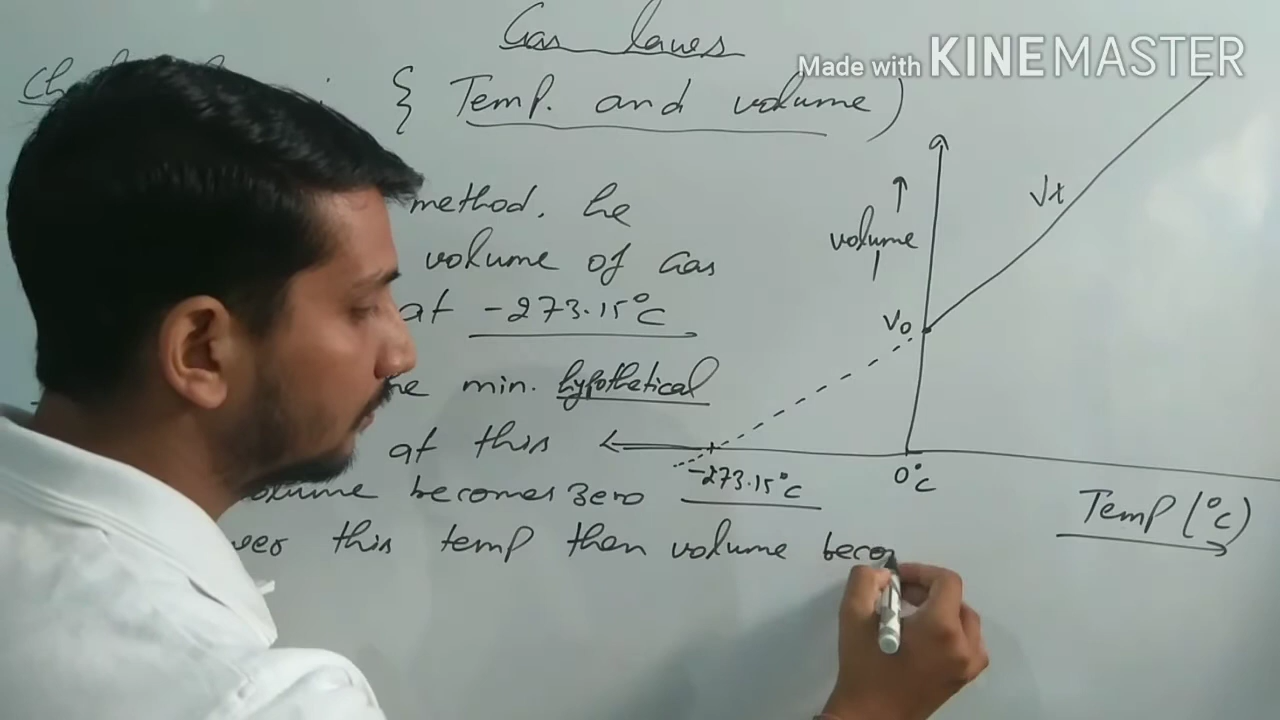 Gas laws
Made with KINEMASTER
{ Temp. and volume )
method. he
volume of Gas
at -273.15°C
min. hypothetical
at this
becomes zero
this temp then volume beco
volume
Vt
V0
-273.15°C
0°C
Temp (°C)